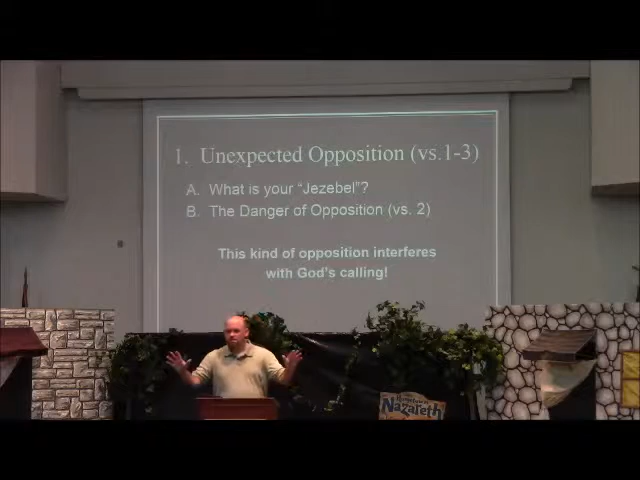 1. Unexpected Opposition (vs.1-3)
A. What is your “Jezebel”?
B. The Danger of Opposition (vs. 2)
This kind of opposition interferes
with God's calling!
Hometown
Nazareth